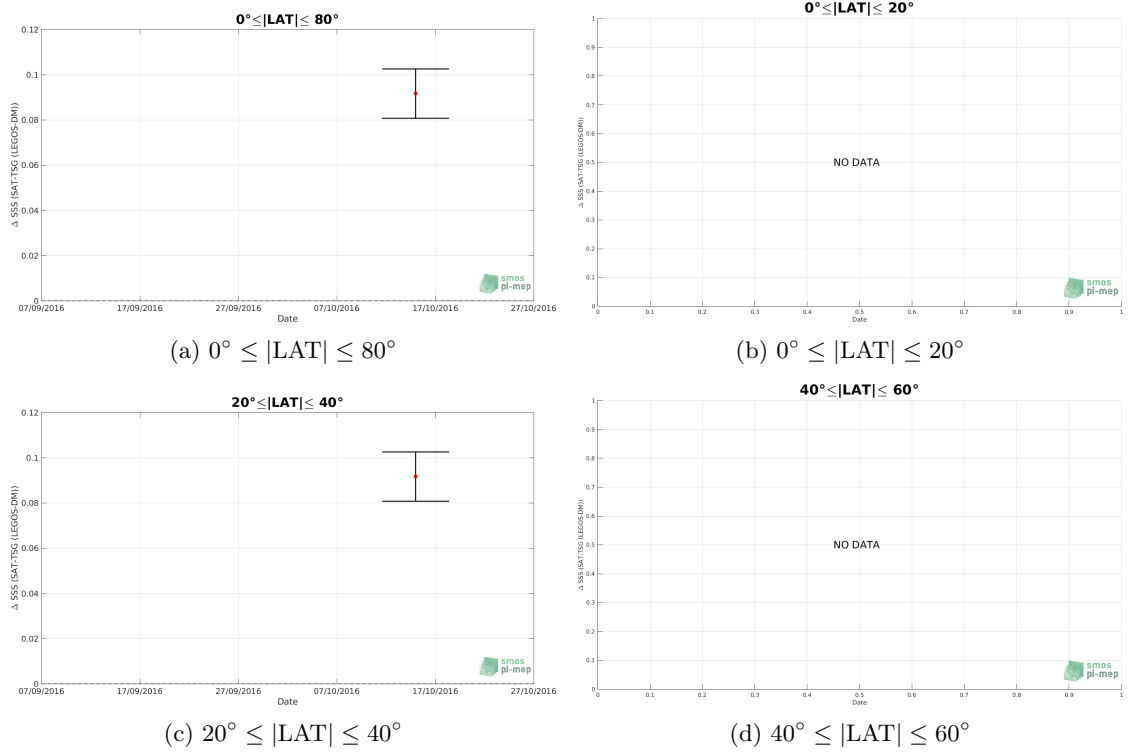 0°≤|LAT|≤ 80°
0.12
0.1
0.08
0.06
0.04
0.02
0
Δ SSS (SAT-TSG (LEGOS-DM))
07/09/2016 17/09/2016 27/09/2016 07/10/2016 17/10/2016 27/10/2016
Date
smos
pi-mep
(a) 0° ≤ |LAT| ≤ 80°
0°≤|LAT|≤ 20°
1
0.9
0.8
0.7
0.6
0.5
0.4
0.3
0.2
0.1
0
Δ SSS (SAT-TSG (LEGOS-DM))
NO DATA
0 0.1 0.2 0.3 0.4 0.5 0.6 0.7 0.8 0.9 1
Date
smos
pi-mep
(b) 0° ≤ |LAT| ≤ 20°
20°≤|LAT|≤ 40°
0.12
0.1
0.08
0.06
0.04
0.02
0
Δ SSS (SAT-TSG (LEGOS-DM))
07/09/2016 17/09/2016 27/09/2016 07/10/2016 17/10/2016 27/10/2016
Date
smos
pi-mep
(c) 20° ≤ |LAT| ≤ 40°
40°≤|LAT|≤ 60°
1
0.9
0.8
0.7
0.6
0.5
0.4
0.3
0.2
0.1
0
Δ SSS (SAT-TSG (LEGOS-DM))
NO DATA
0 0.1 0.2 0.3 0.4 0.5 0.6 0.7 0.8 0.9 1
Date
smos
pi-mep
(d) 40° ≤ |LAT| ≤ 60°